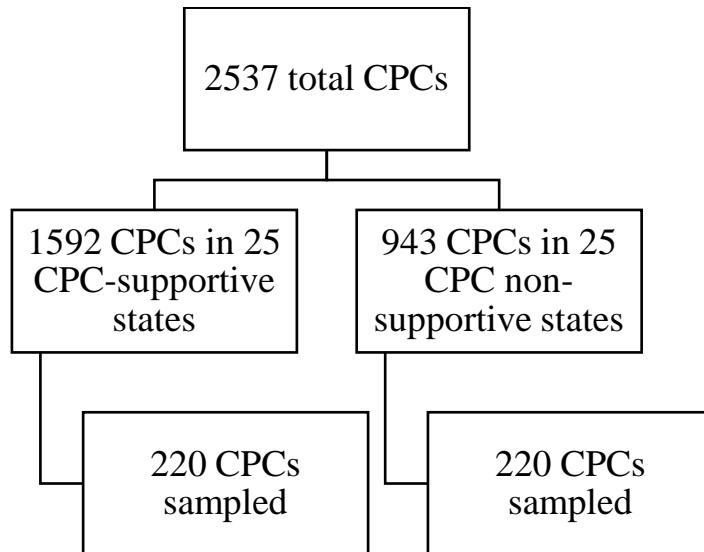 2537 total CPCs
1592 CPCs in 25
CPC-supportive
states
943 CPCs in 25
CPC non-
supportive states
220 CPCs
sampled
220 CPCs
sampled